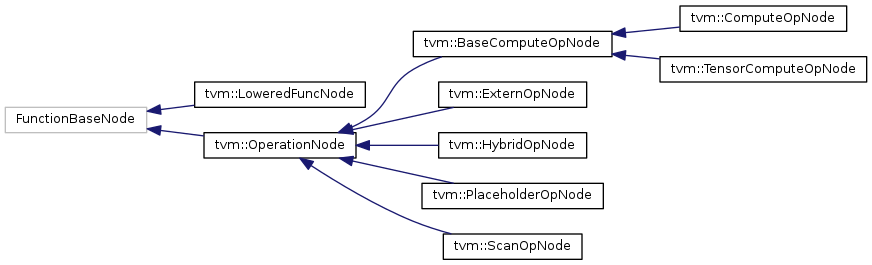 FunctionBaseNode
tvm::LoweredFuncNode
tvm::OperationNode
tvm::BaseComputeOpNode
tvm::ComputeOpNode
tvm::TensorComputeOpNode
tvm::ExternOpNode
tvm::HybridOpNode
tvm::PlaceholderOpNode
tvm::ScanOpNode